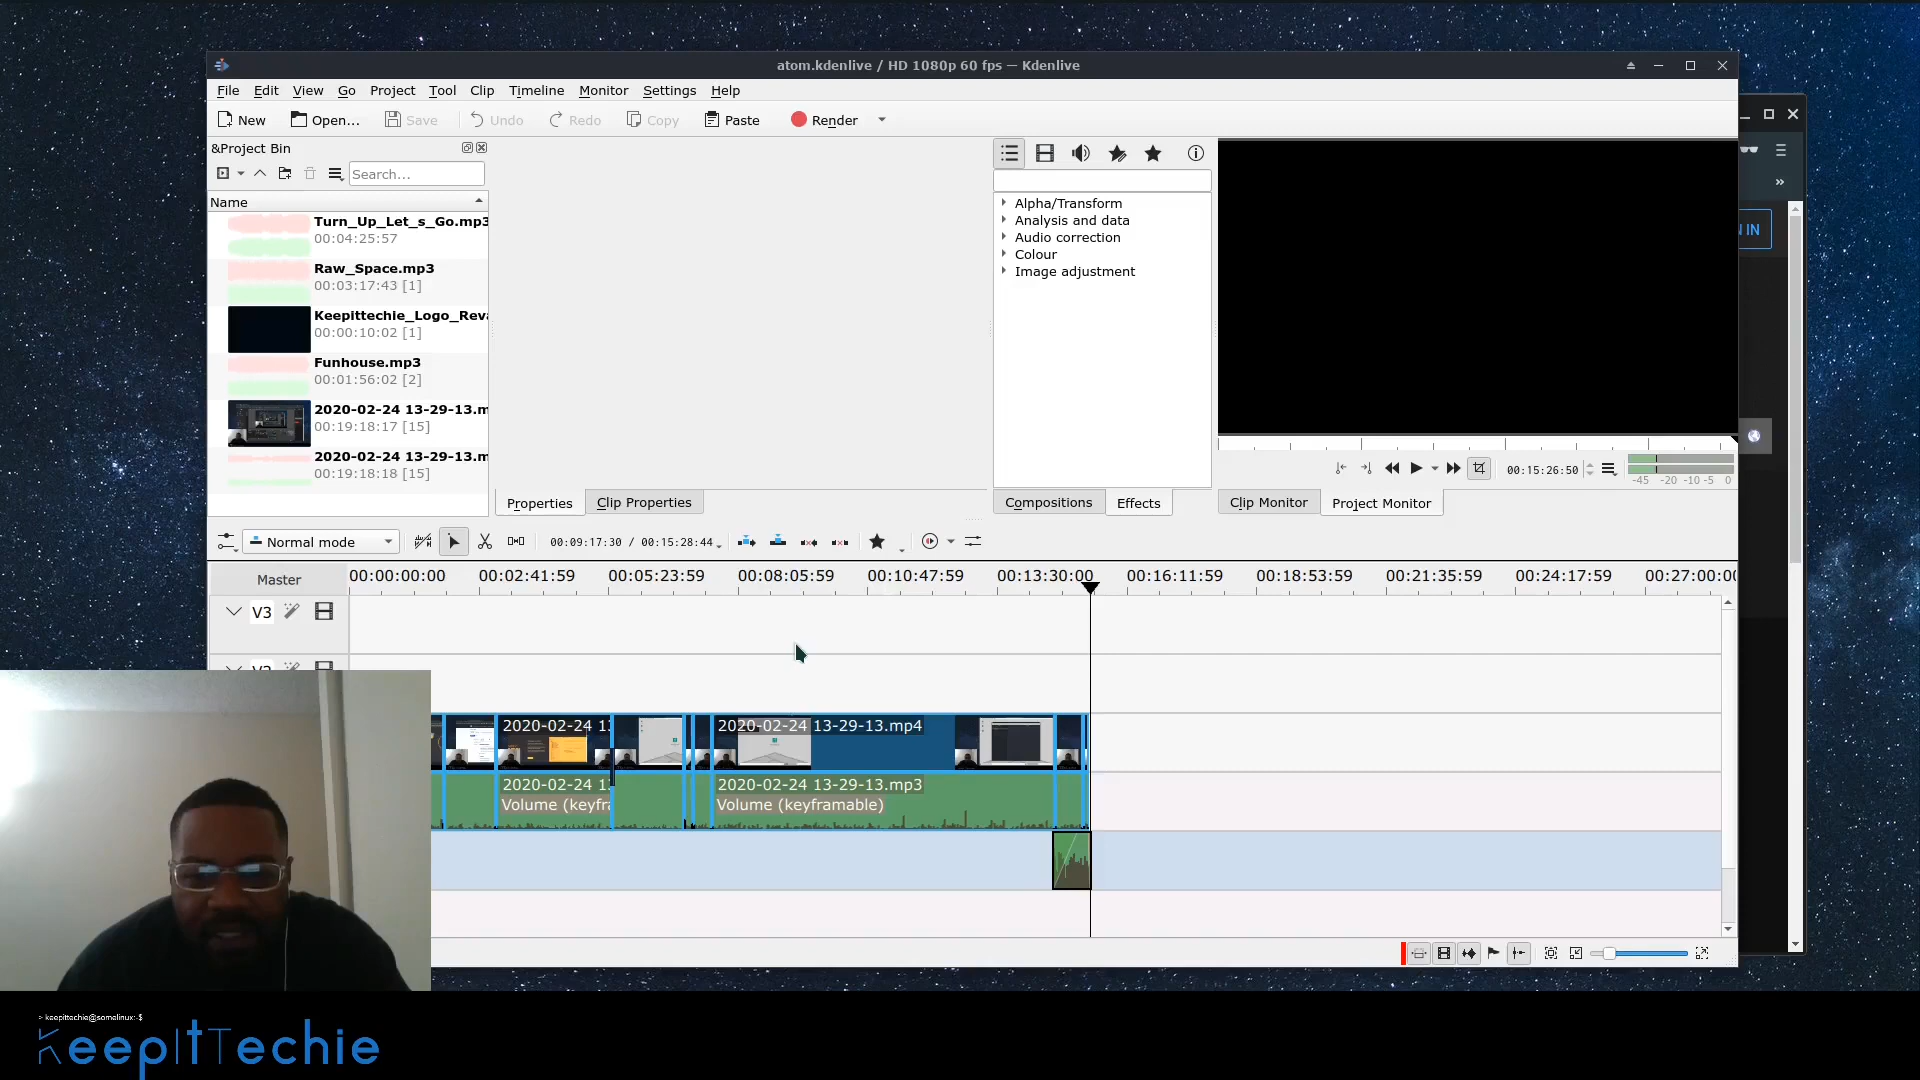 atom.kdenlive / HD 1080p 60 fps — Kdenlive
File Edit View Go Project Tool Clip Timeline Monitor Settings Help
New Open... Save Undo Redo Copy Paste Render
&Project Bin
Search...
Name
Turn_Up_Let_s_Go.mp3
00:04:25:57
Raw_Space.mp3
00:03:17:43 [1]
Keepittechie_Logo_Reva
00:00:10:02 [1]
Funhouse.mp3
00:01:56:02 [2]
2020-02-24 13-29-13.m
00:19:18:17 [15]
2020-02-24 13-29-13.m
00:19:18:18 [15]
Alpha/Transform
Analysis and data
Audio correction
Colour
Image adjustment
N IN
00:15:26:50
-45 -20 -10 -5 0
Properties Clip Properties
Compositions Effects
Clip Monitor Project Monitor
Normal mode
00:09:17:30 / 00:15:28:44
Master
00:00:00:00 00:02:41:59 00:05:23:59 00:08:05:59 00:10:47:59 00:13:30:00 00:16:11:59 00:18:53:59 00:21:35:59 00:24:17:59 00:27:00:00
V3
2020-02-24 13 2020-02-24 13-29-13.mp4
2020-02-24 13 2020-02-24 13-29-13.mp3
Volume (keyfra Volume (keyframable)
> keepittechie@somelinux:-$
KeepItTechie